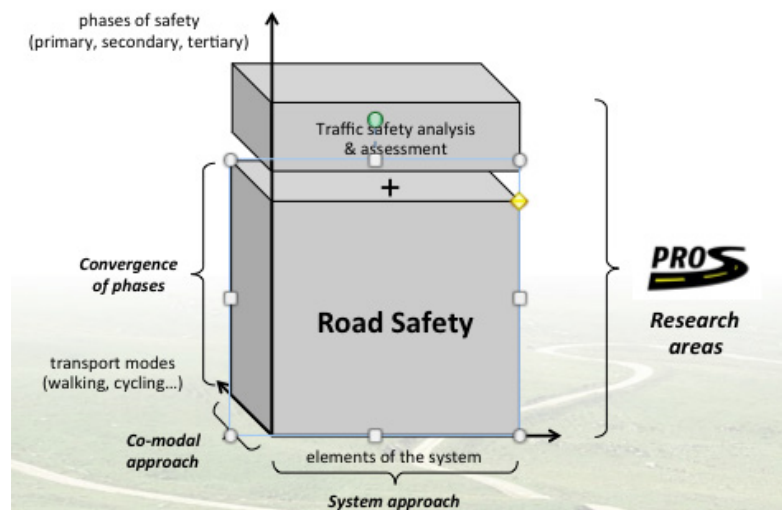 phases of safety
(primary, secondary, tertiary)
Traffic safety analysis
& assessment
+
Convergence
of phases
Road Safety
PROS
Research
areas
transport modes
(walking, cycling...)
Co-modal
approach
elements of the system
System approach